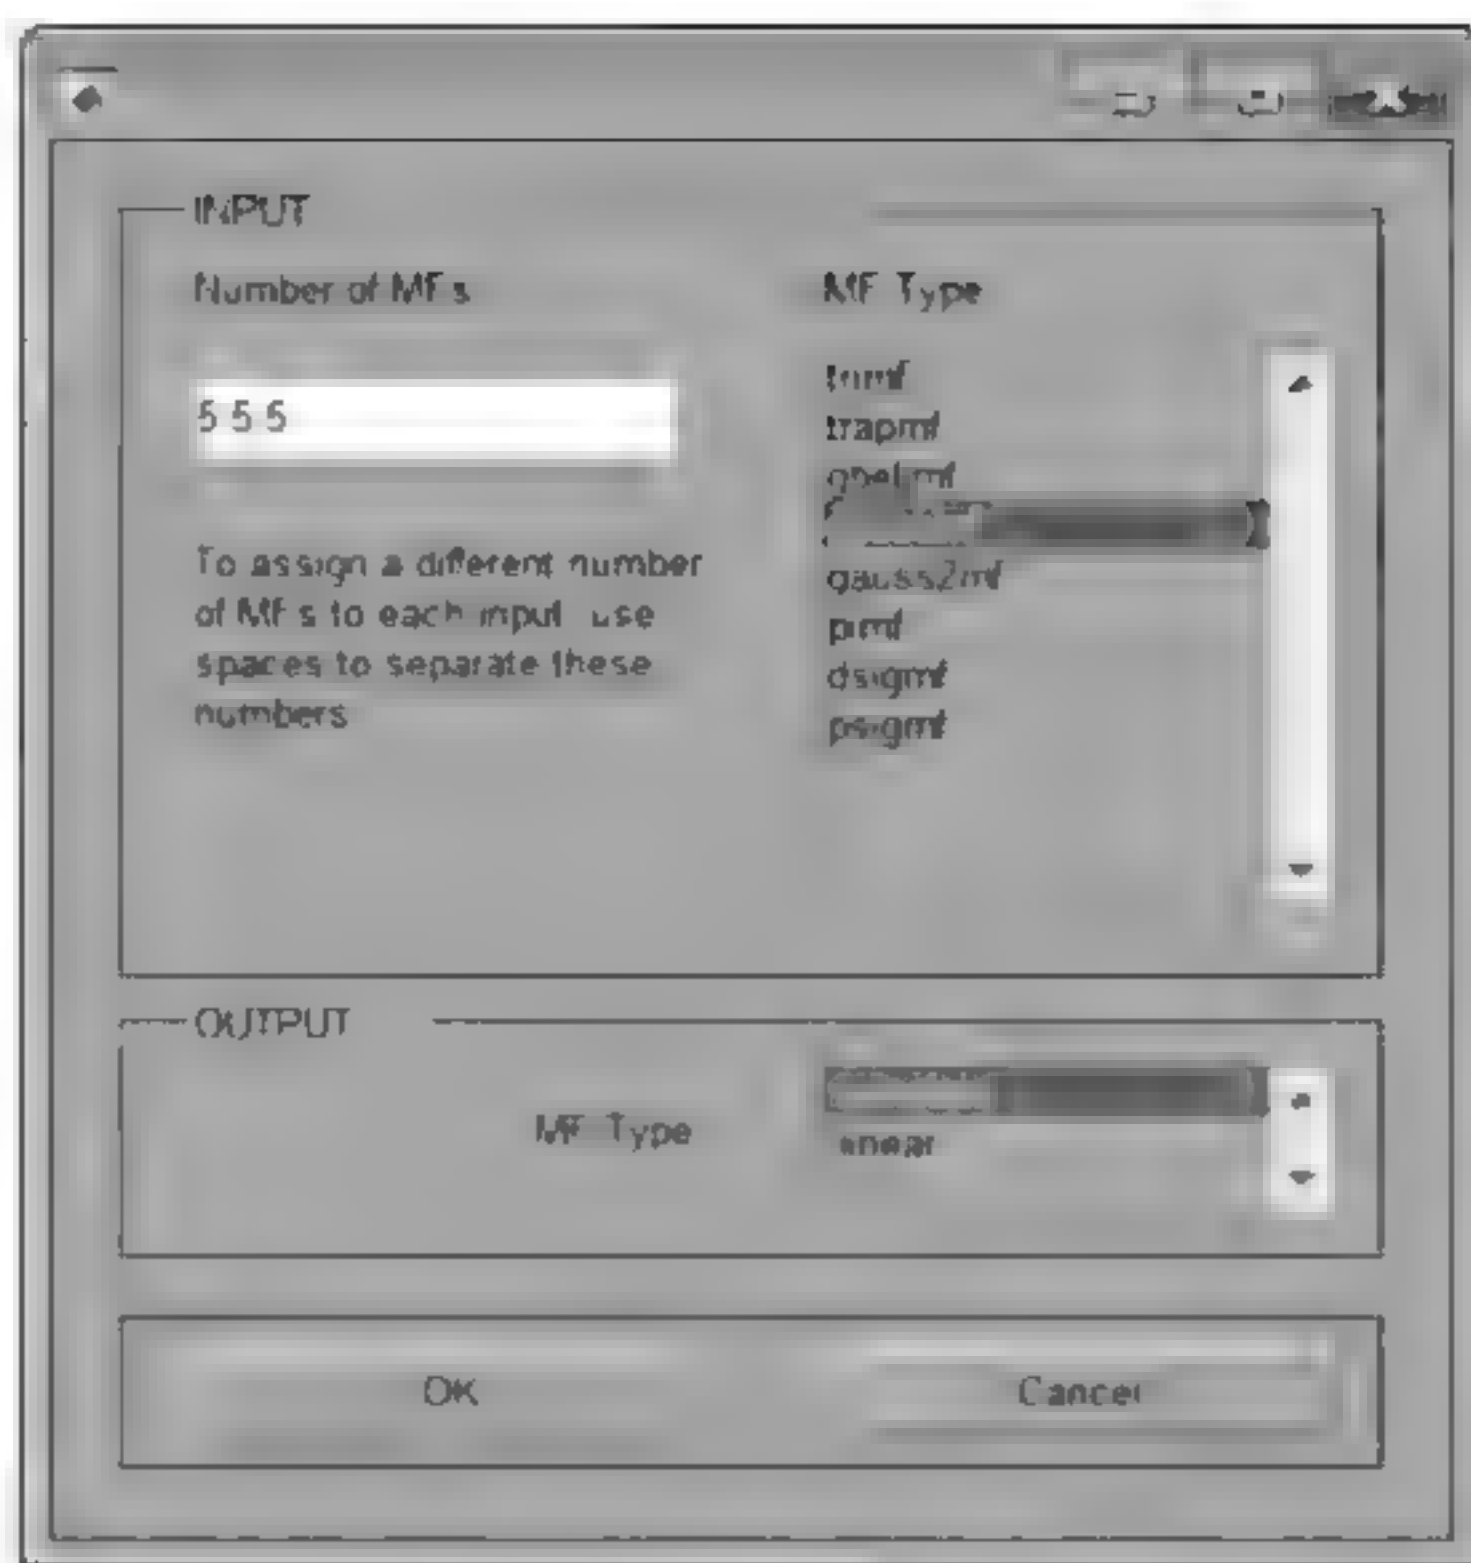 INPUT
Number of MFs
MF Type
5 5 5
trimf
trapmf
gbellmf
To assign a different number
of MFs to each input, use
spaces to separate these
numbers
gauss2mf
pimf
dsigmf
psigmf
OUTPUT
MF Type
linear
OK
Cancel